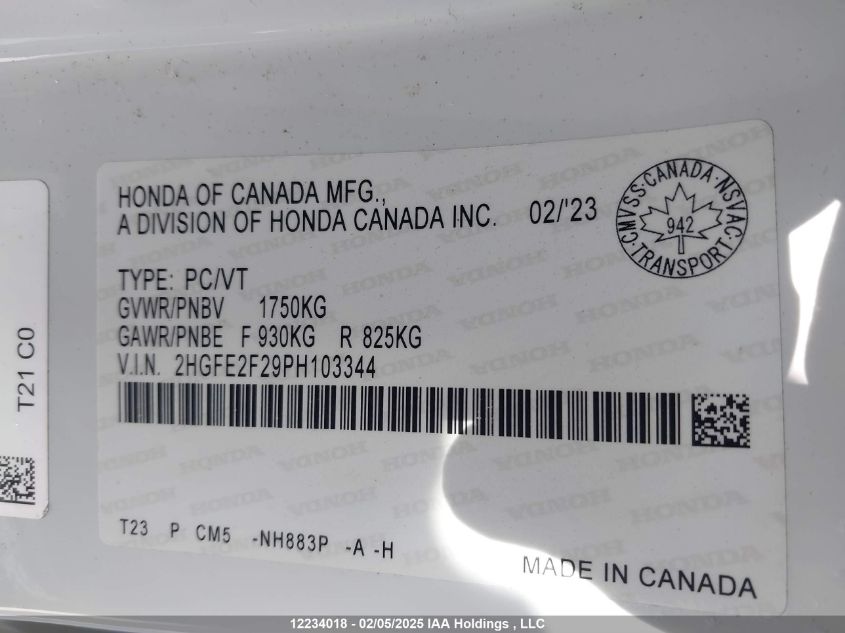 HONDA OF CANADA MFG.,
A DIVISION OF HONDA CANADA INC. 02/'23
CMVSS·CANADA·NSVAC·TRANSPORT·
942
TYPE: PC/VT
GVWR/PNBV 1750KG
GAWR/PNBE F 930KG R 825KG
V.I.N. 2HGFE2F29PH103344
T23 P CM5 -NH883P -A -H
MADE IN CANADA
T21 C0
12234018 - 02/05/2025 IAA Holdings , LLC